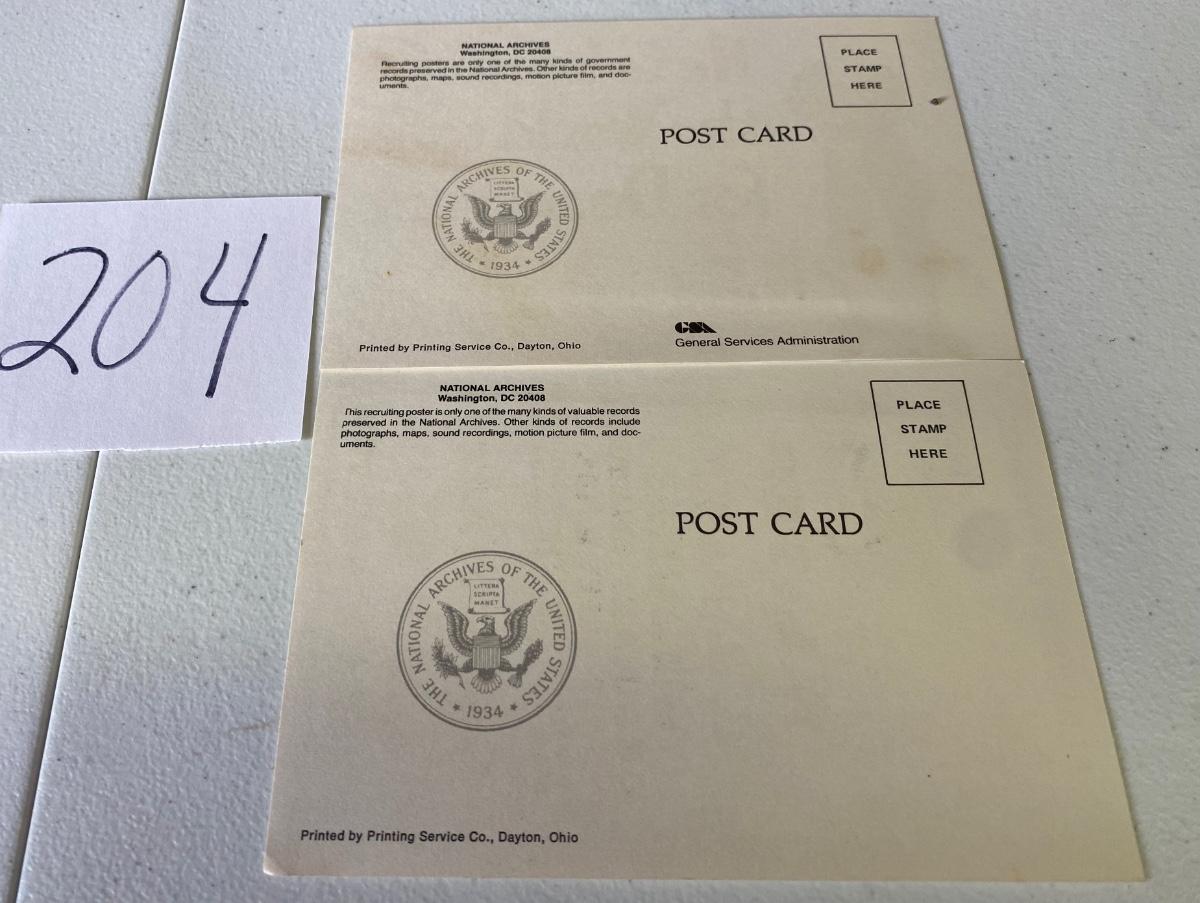 204
NATIONAL ARCHIVES
Washington, DC 20408
Recruiting posters are only one of the many kinds of government
records preserved in the National Archives. Other kinds of records are
photographs, maps, sound recordings, motion picture film, and doc-
uments.
PLACE
STAMP
HERE
POST CARD
THE NATIONAL ARCHIVES OF THE UNITED STATES
LITTERA
SCRIPTA
MANET
★ 1934 ★
Printed by Printing Service Co., Dayton, Ohio
GSA
General Services Administration
NATIONAL ARCHIVES
Washington, DC 20408
This recruiting poster is only one of the many kinds of valuable records
preserved in the National Archives. Other kinds of records include
photographs, maps, sound recordings, motion picture film, and doc-
uments.
PLACE
STAMP
HERE
POST CARD
THE NATIONAL ARCHIVES OF THE UNITED STATES
LITTERA
SCRIPTA
MANET
★ 1934 ★
Printed by Printing Service Co., Dayton, Ohio